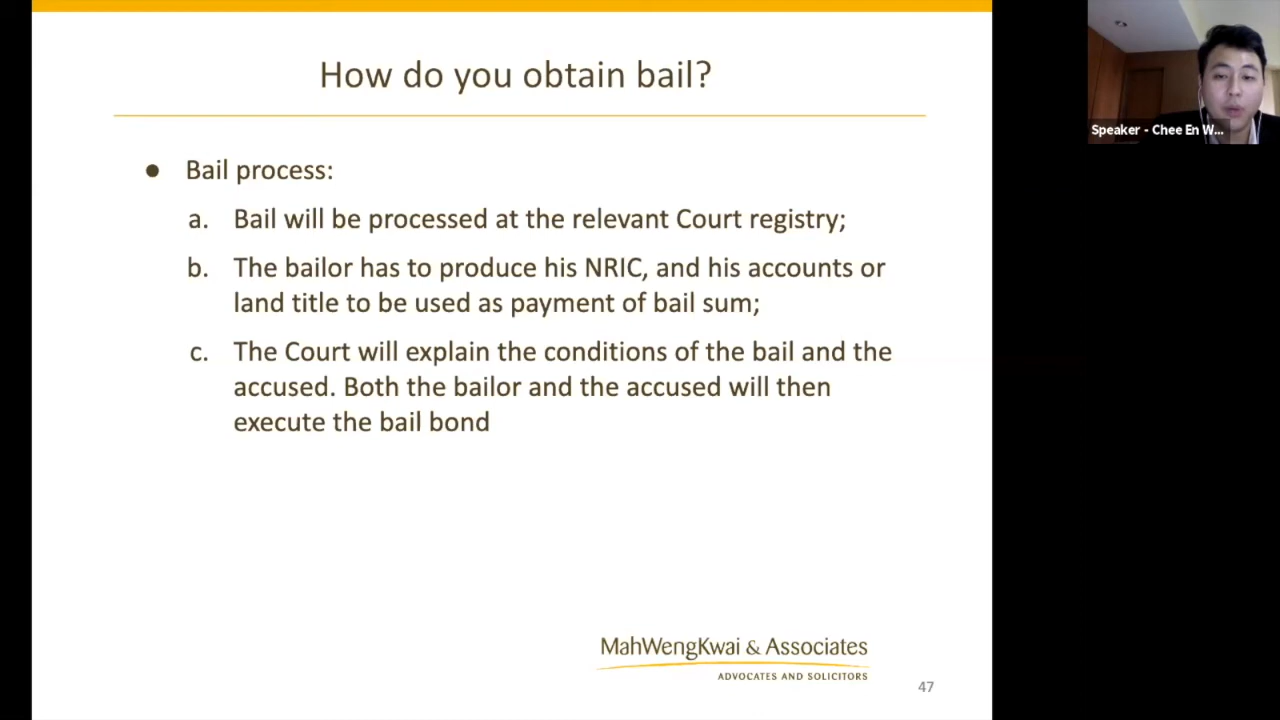 How do you obtain bail?
● Bail process:
a. Bail will be processed at the relevant Court registry;
b. The bailor has to produce his NRIC, and his accounts or
land title to be used as payment of bail sum;
c. The Court will explain the conditions of the bail and the
accused. Both the bailor and the accused will then
execute the bail bond
MahWengKwai & Associates
ADVOCATES AND SOLICITORS
47
Speaker - Chee En W...